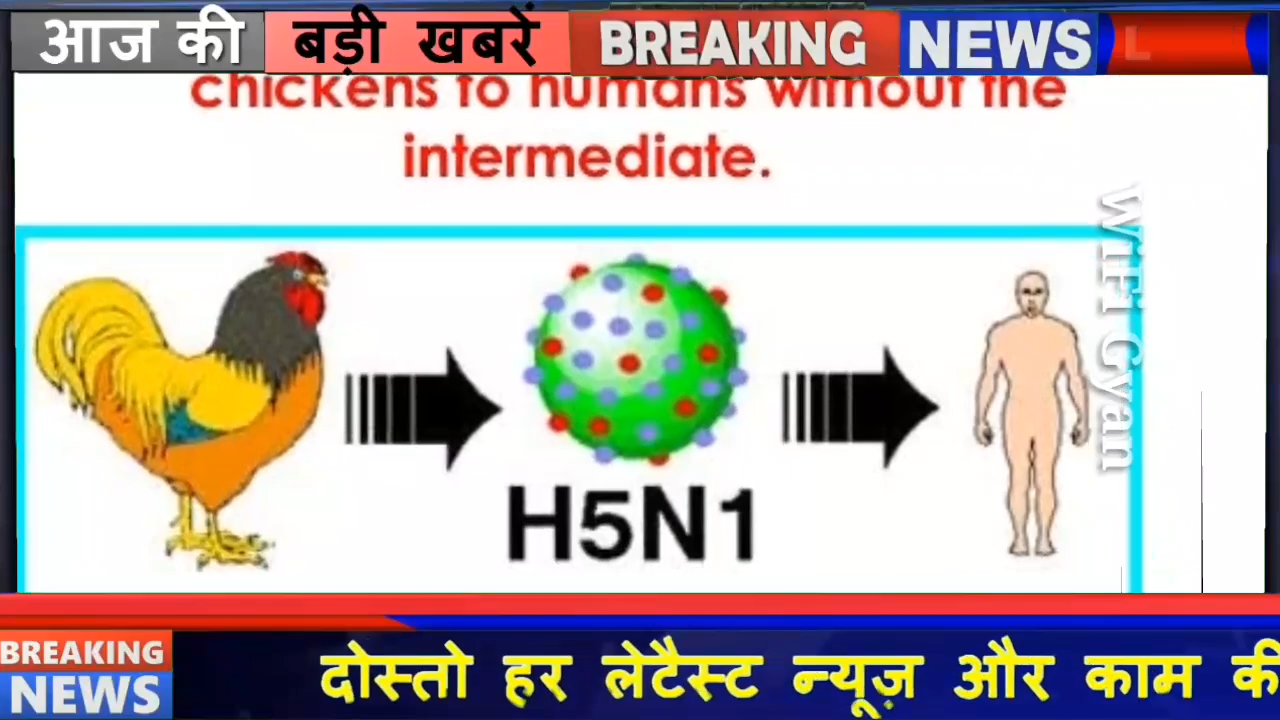 आज की बड़ी खबरें BREAKING NEWS L
chickens to humans without the
intermediate.
WiFi Gyan
H5N1
BREAKING
NEWS
दोस्तो हर लेटैस्ट न्यूज़ और काम की